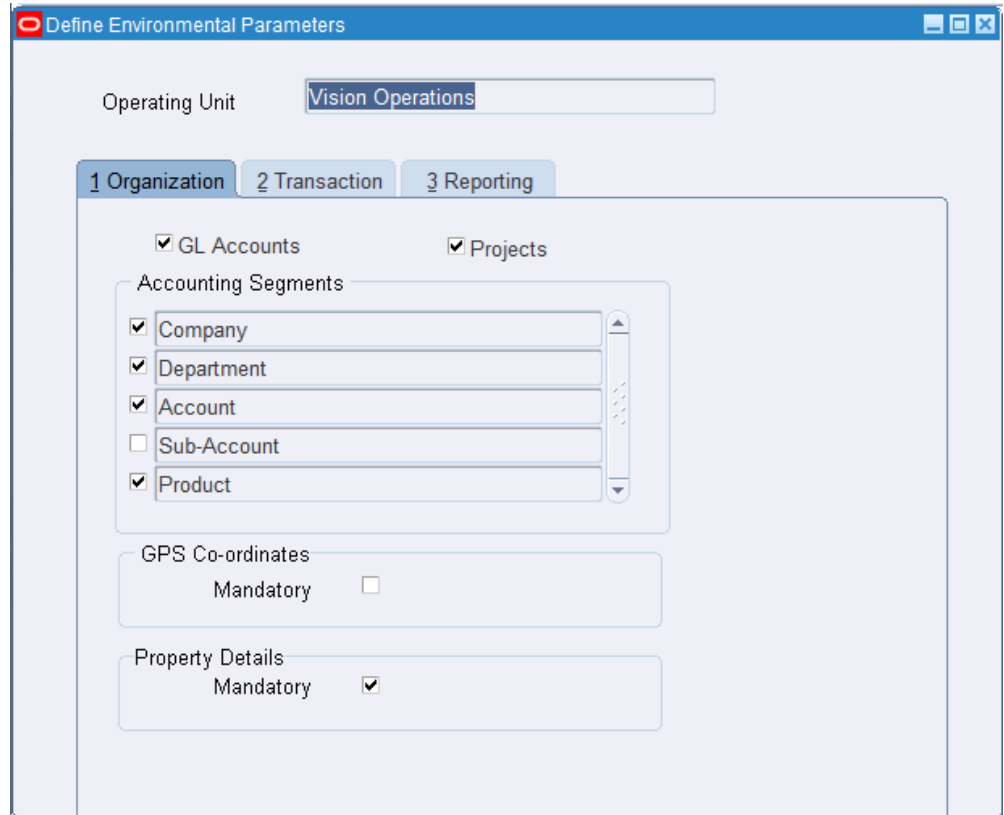 Define Environmental Parameters
Operating Unit Vision Operations
1 Organization 2 Transaction 3 Reporting
GL Accounts Projects
Accounting Segments
Company
Department
Account
Sub-Account
Product
GPS Co-ordinates
Mandatory
Property Details
Mandatory